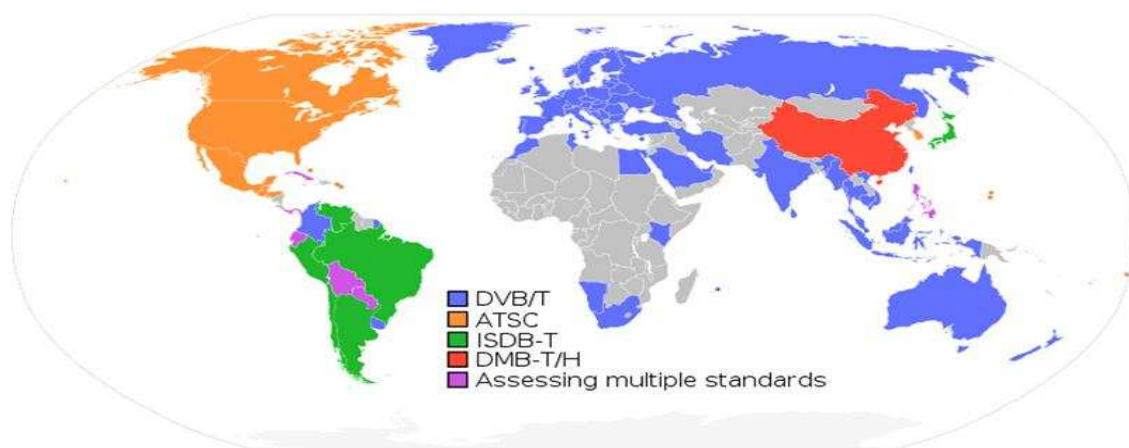 DVB/T
ATSC
ISDB-T
DMB-T/H
Assessing multiple standards